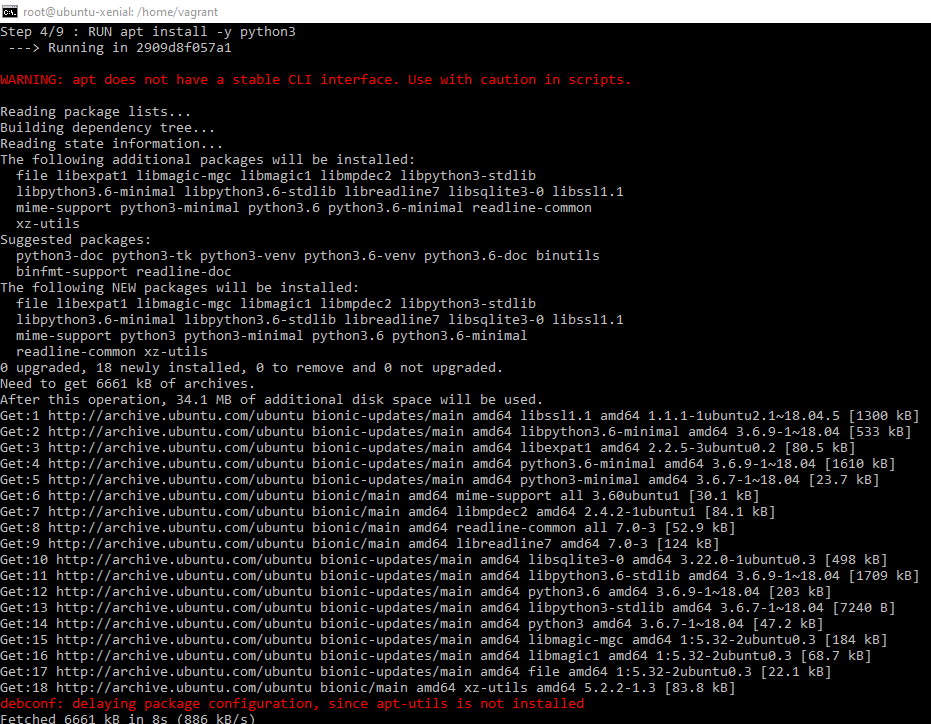 root@ubuntu-xenial: /home/vagrant
Step 4/9 : RUN apt install -y python3
 ---> Running in 2909d8f057a1
WARNING: apt does not have a stable CLI interface. Use with caution in scripts.
Reading package lists...
Building dependency tree...
Reading state information...
The following additional packages will be installed:
  file libexpat1 libmagic-mgc libmagic1 libmpdec2 libpython3-stdlib
  libpython3.6-minimal libpython3.6-stdlib libreadline7 libsqlite3-0 libssl1.1
  mime-support python3-minimal python3.6 python3.6-minimal readline-common
  xz-utils
Suggested packages:
  python3-doc python3-tk python3-venv python3.6-venv python3.6-doc binutils
  binfmt-support readline-doc
The following NEW packages will be installed:
  file libexpat1 libmagic-mgc libmagic1 libmpdec2 libpython3-stdlib
  libpython3.6-minimal libpython3.6-stdlib libreadline7 libsqlite3-0 libssl1.1
  mime-support python3 python3-minimal python3.6 python3.6-minimal
  readline-common xz-utils
0 upgraded, 18 newly installed, 0 to remove and 0 not upgraded.
Need to get 6661 kB of archives.
After this operation, 34.1 MB of additional disk space will be used.
Get:1 http://archive.ubuntu.com/ubuntu bionic-updates/main amd64 libssl1.1 amd64 1.1.1-1ubuntu2.1~18.04.5 [1300 kB]
Get:2 http://archive.ubuntu.com/ubuntu bionic-updates/main amd64 libpython3.6-minimal amd64 3.6.9-1~18.04 [533 kB]
Get:3 http://archive.ubuntu.com/ubuntu bionic-updates/main amd64 libexpat1 amd64 2.2.5-3ubuntu0.2 [80.5 kB]
Get:4 http://archive.ubuntu.com/ubuntu bionic-updates/main amd64 python3.6-minimal amd64 3.6.9-1~18.04 [1610 kB]
Get:5 http://archive.ubuntu.com/ubuntu bionic-updates/main amd64 python3-minimal amd64 3.6.7-1~18.04 [23.7 kB]
Get:6 http://archive.ubuntu.com/ubuntu bionic/main amd64 mime-support all 3.60ubuntu1 [30.1 kB]
Get:7 http://archive.ubuntu.com/ubuntu bionic/main amd64 libmpdec2 amd64 2.4.2-1ubuntu1 [84.1 kB]
Get:8 http://archive.ubuntu.com/ubuntu bionic/main amd64 readline-common all 7.0-3 [52.9 kB]
Get:9 http://archive.ubuntu.com/ubuntu bionic/main amd64 libreadline7 amd64 7.0-3 [124 kB]
Get:10 http://archive.ubuntu.com/ubuntu bionic-updates/main amd64 libsqlite3-0 amd64 3.22.0-1ubuntu0.3 [498 kB]
Get:11 http://archive.ubuntu.com/ubuntu bionic-updates/main amd64 libpython3.6-stdlib amd64 3.6.9-1~18.04 [1709 kB]
Get:12 http://archive.ubuntu.com/ubuntu bionic-updates/main amd64 python3.6 amd64 3.6.9-1~18.04 [203 kB]
Get:13 http://archive.ubuntu.com/ubuntu bionic-updates/main amd64 libpython3-stdlib amd64 3.6.7-1~18.04 [7240 B]
Get:14 http://archive.ubuntu.com/ubuntu bionic-updates/main amd64 python3 amd64 3.6.7-1~18.04 [47.2 kB]
Get:15 http://archive.ubuntu.com/ubuntu bionic-updates/main amd64 libmagic-mgc amd64 1:5.32-2ubuntu0.3 [184 kB]
Get:16 http://archive.ubuntu.com/ubuntu bionic-updates/main amd64 libmagic1 amd64 1:5.32-2ubuntu0.3 [68.7 kB]
Get:17 http://archive.ubuntu.com/ubuntu bionic-updates/main amd64 file amd64 1:5.32-2ubuntu0.3 [22.1 kB]
Get:18 http://archive.ubuntu.com/ubuntu bionic/main amd64 xz-utils amd64 5.2.2-1.3 [83.8 kB]
debconf: delaying package configuration, since apt-utils is not installed
Fetched 6661 kB in 8s (886 kB/s)